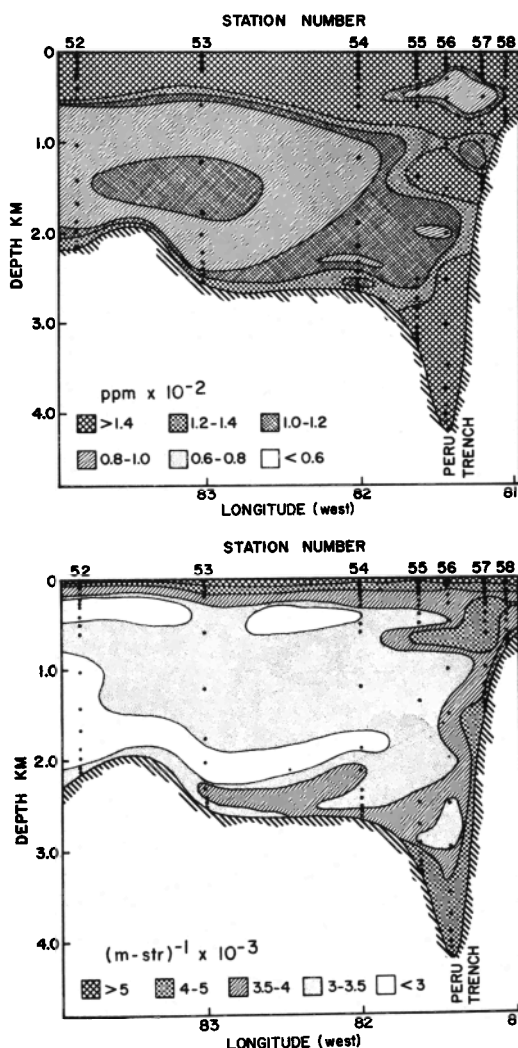 STATION NUMBER
52 53 54 55 56 57 58
0
1.0
2.0
3.0
4.0
DEPTH KM
ppm x 10⁻²
>1.4 1.2-1.4 1.0-1.2
0.8-1.0 0.6-0.8 < 0.6
PERU
TRENCH
83 82 81
LONGITUDE (west)
STATION NUMBER
52 53 54 55 56 57 58
0
1.0
2.0
3.0
4.0
DEPTH KM
(m-str)⁻¹ x 10⁻³
>5 4-5 3.5-4 3-3.5 <3
PERU
TRENCH
83 82 8
LONGITUDE (west)